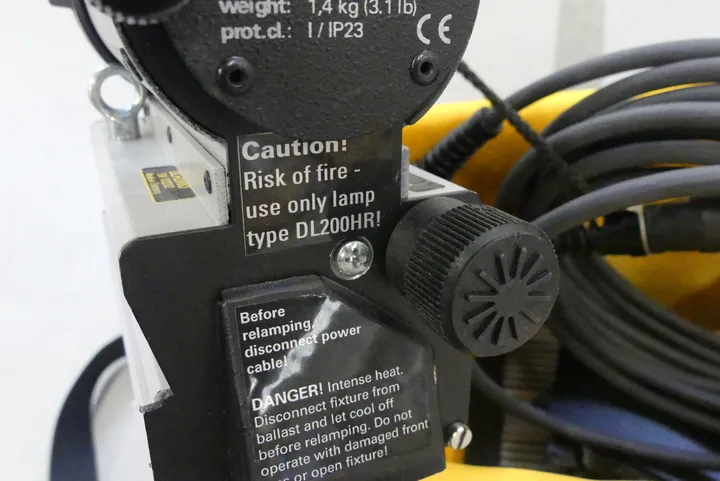 weight: 1,4 kg (3.1 lb)
prot.cl.: I / IP23
CE
Caution!
Risk of fire -
use only lamp
type DL200HR!
Before
relamping,
disconnect power
cable!
DANGER! Intense heat.
Disconnect fixture from
ballast and let cool off
before relamping. Do not
operate with damaged front
or open fixture!